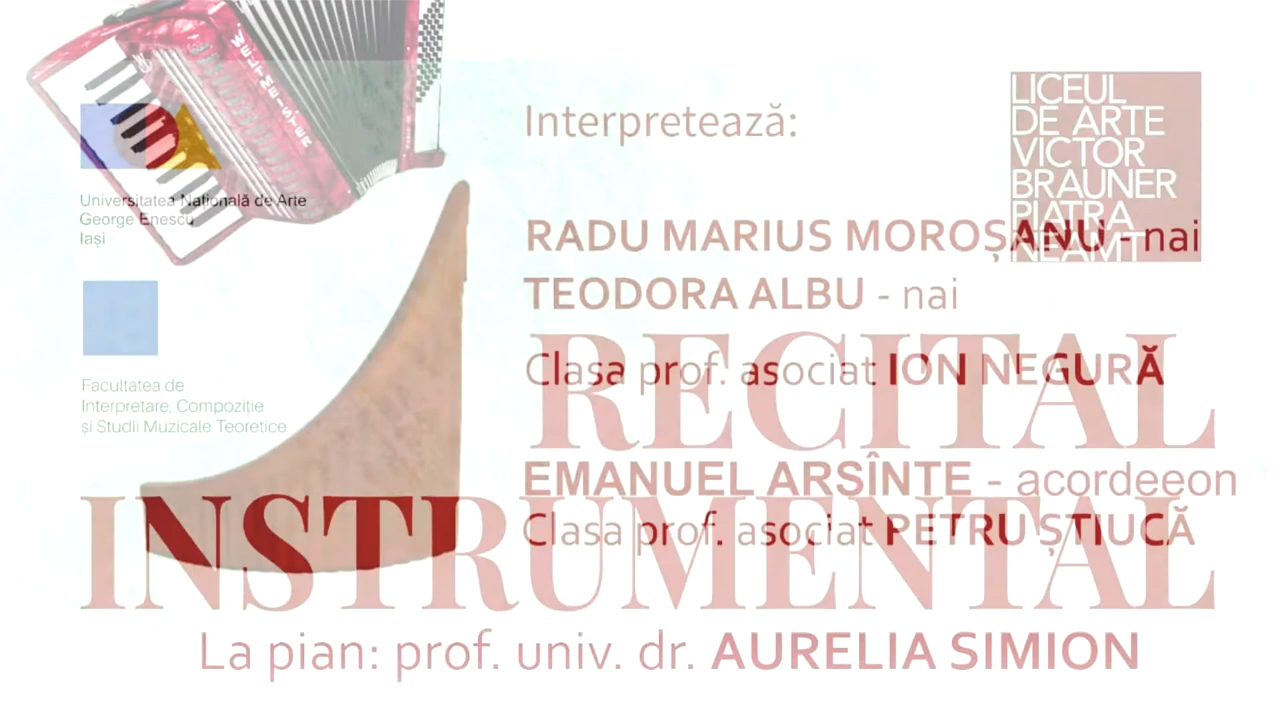 WELTMEISTER
Universitatea Națională de Arte
George Enescu
Iași
Facultatea de
Interpretare, Compoziție
și Studii Muzicale Teoretice
LICEUL
DE ARTE
VICTOR
BRAUNER
PIATRA
NEAMȚ
Interpretează:
RADU MARIUS MOROȘANU - nai
TEODORA ALBU - nai
Clasa prof. asociat ION NEGURĂ
EMANUEL ARSÎNTE - acordeeon
Clasa prof. asociat PETRU ȘTIUCĂ
RECITAL
INSTRUMENTAL
La pian: prof. univ. dr. AURELIA SIMION